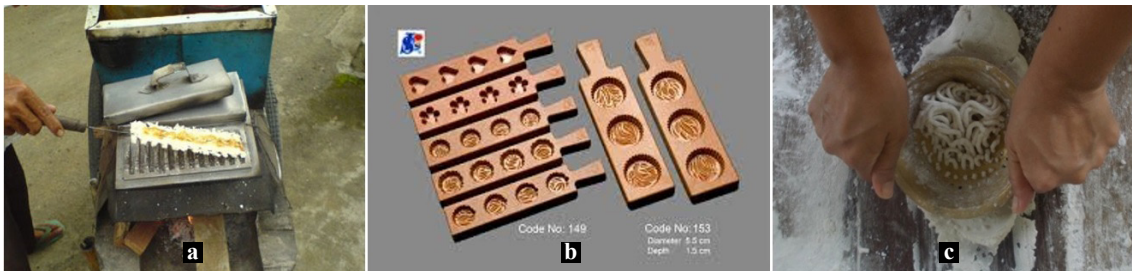 a
Code No: 149
Code No: 153
Diameter 5.5 cm
Depth 1.5 cm
b
c